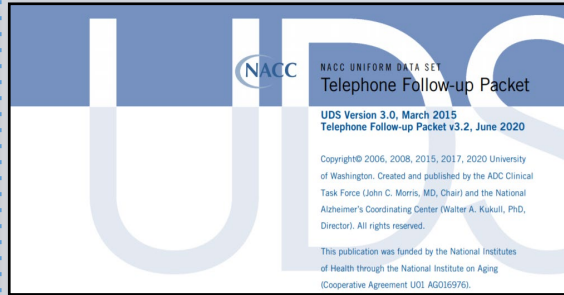 UDS
NACC
NACC UNIFORM DATA SET
Telephone Follow-up Packet
UDS Version 3.0, March 2015
Telephone Follow-up Packet v3.2, June 2020
Copyright© 2006, 2008, 2015, 2017, 2020 University
of Washington. Created and published by the ADC Clinical
Task Force (John C. Morris, MD, Chair) and the National
Alzheimer's Coordinating Center (Walter A. Kukull, PhD,
Director). All rights reserved.
This publication was funded by the National Institutes
of Health through the National Institute on Aging
(Cooperative Agreement U01 AG016976).